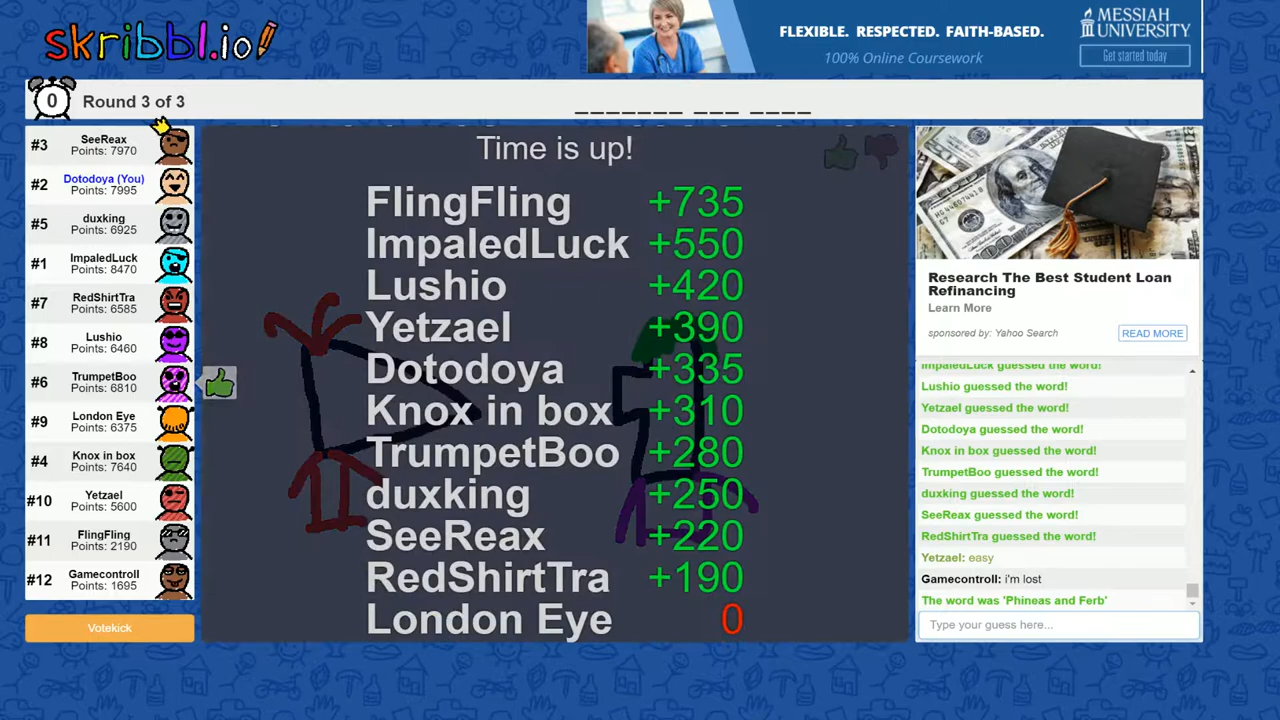 skribbl.io!
FLEXIBLE. RESPECTED. FAITH-BASED.
100% Online Coursework
MESSIAH
UNIVERSITY
Get started today
0
Round 3 of 3
_______ ___ ____
#3 SeeReax
Points: 7970
#2 Dotodoya (You)
Points: 7995
#5 duxking
Points: 6925
#1 ImpaledLuck
Points: 8470
#7 RedShirtTra
Points: 6585
#8 Lushio
Points: 6460
#6 TrumpetBoo
Points: 6810
#9 London Eye
Points: 6375
#4 Knox in box
Points: 7640
#10 Yetzael
Points: 5600
#11 FlingFling
Points: 2190
#12 Gamecontroll
Points: 1695
Votekick
Time is up!
FlingFling +735
ImpaledLuck +550
Lushio +420
Yetzael +390
Dotodoya +335
Knox in box +310
TrumpetBoo +280
duxking +250
SeeReax +220
RedShirtTra +190
London Eye 0
Research The Best Student Loan
Refinancing
Learn More
sponsored by: Yahoo Search
READ MORE
ImpaledLuck guessed the word!
Lushio guessed the word!
Yetzael guessed the word!
Dotodoya guessed the word!
Knox in box guessed the word!
TrumpetBoo guessed the word!
duxking guessed the word!
SeeReax guessed the word!
RedShirtTra guessed the word!
Yetzael: easy
Gamecontroll: i'm lost
The word was 'Phineas and Ferb'
Type your guess here...